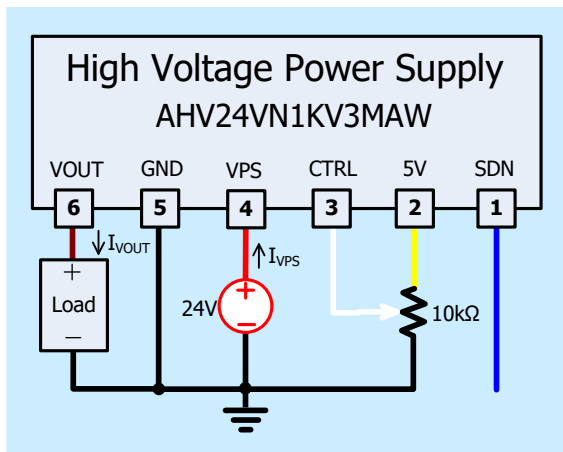 High Voltage Power Supply
AHV24VN1KV3MAW
VOUT GND VPS CTRL 5V SDN
6 5 4 3 2 1
IVOUT
IVPS
+
Load
−
+
24V
−
10kΩ